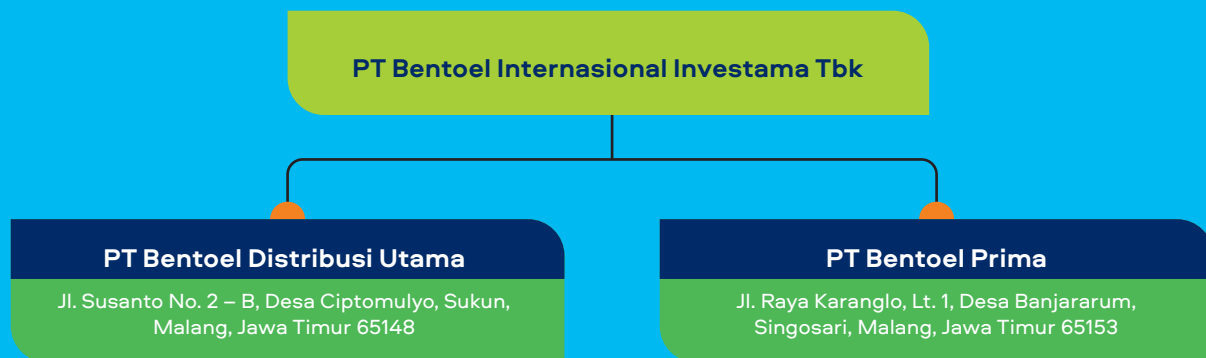 PT Bentoel Internasional Investama Tbk
PT Bentoel Distribusi Utama
Jl. Susanto No. 2 – B, Desa Ciptomulyo, Sukun,
Malang, Jawa Timur 65148
PT Bentoel Prima
Jl. Raya Karanglo, Lt. 1, Desa Banjararum,
Singosari, Malang, Jawa Timur 65153